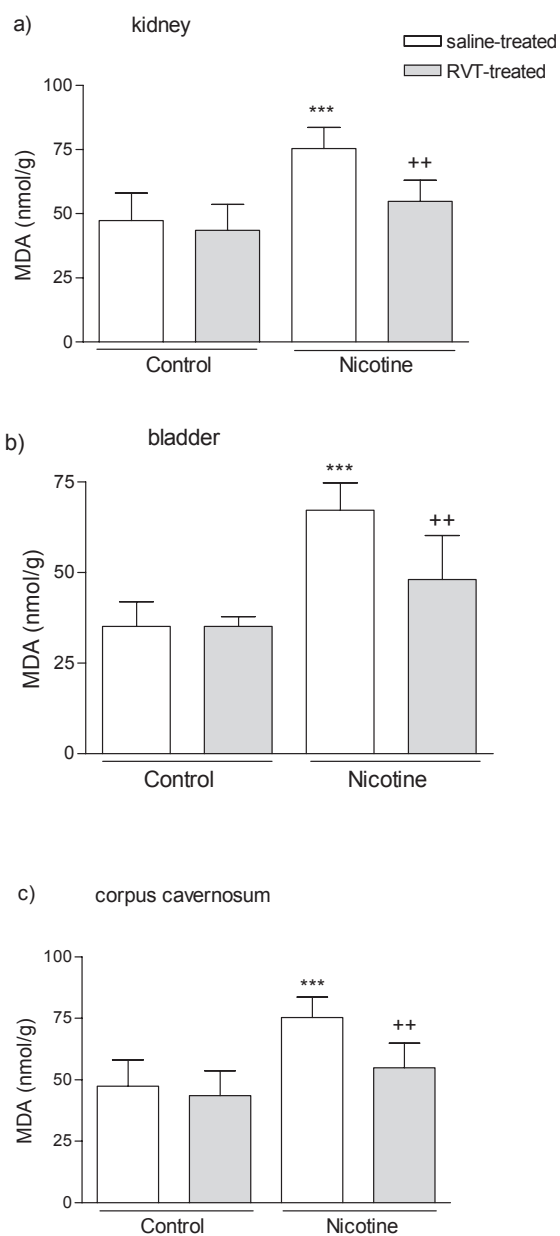 a) kidney
saline-treated
RVT-treated
MDA (nmol/g)
100
75
50
25
0
***
++
Control Nicotine
b) bladder
MDA (nmol/g)
75
50
25
0
***
++
Control Nicotine
c) corpus cavernosum
MDA (nmol/g)
100
75
50
25
0
***
++
Control Nicotine